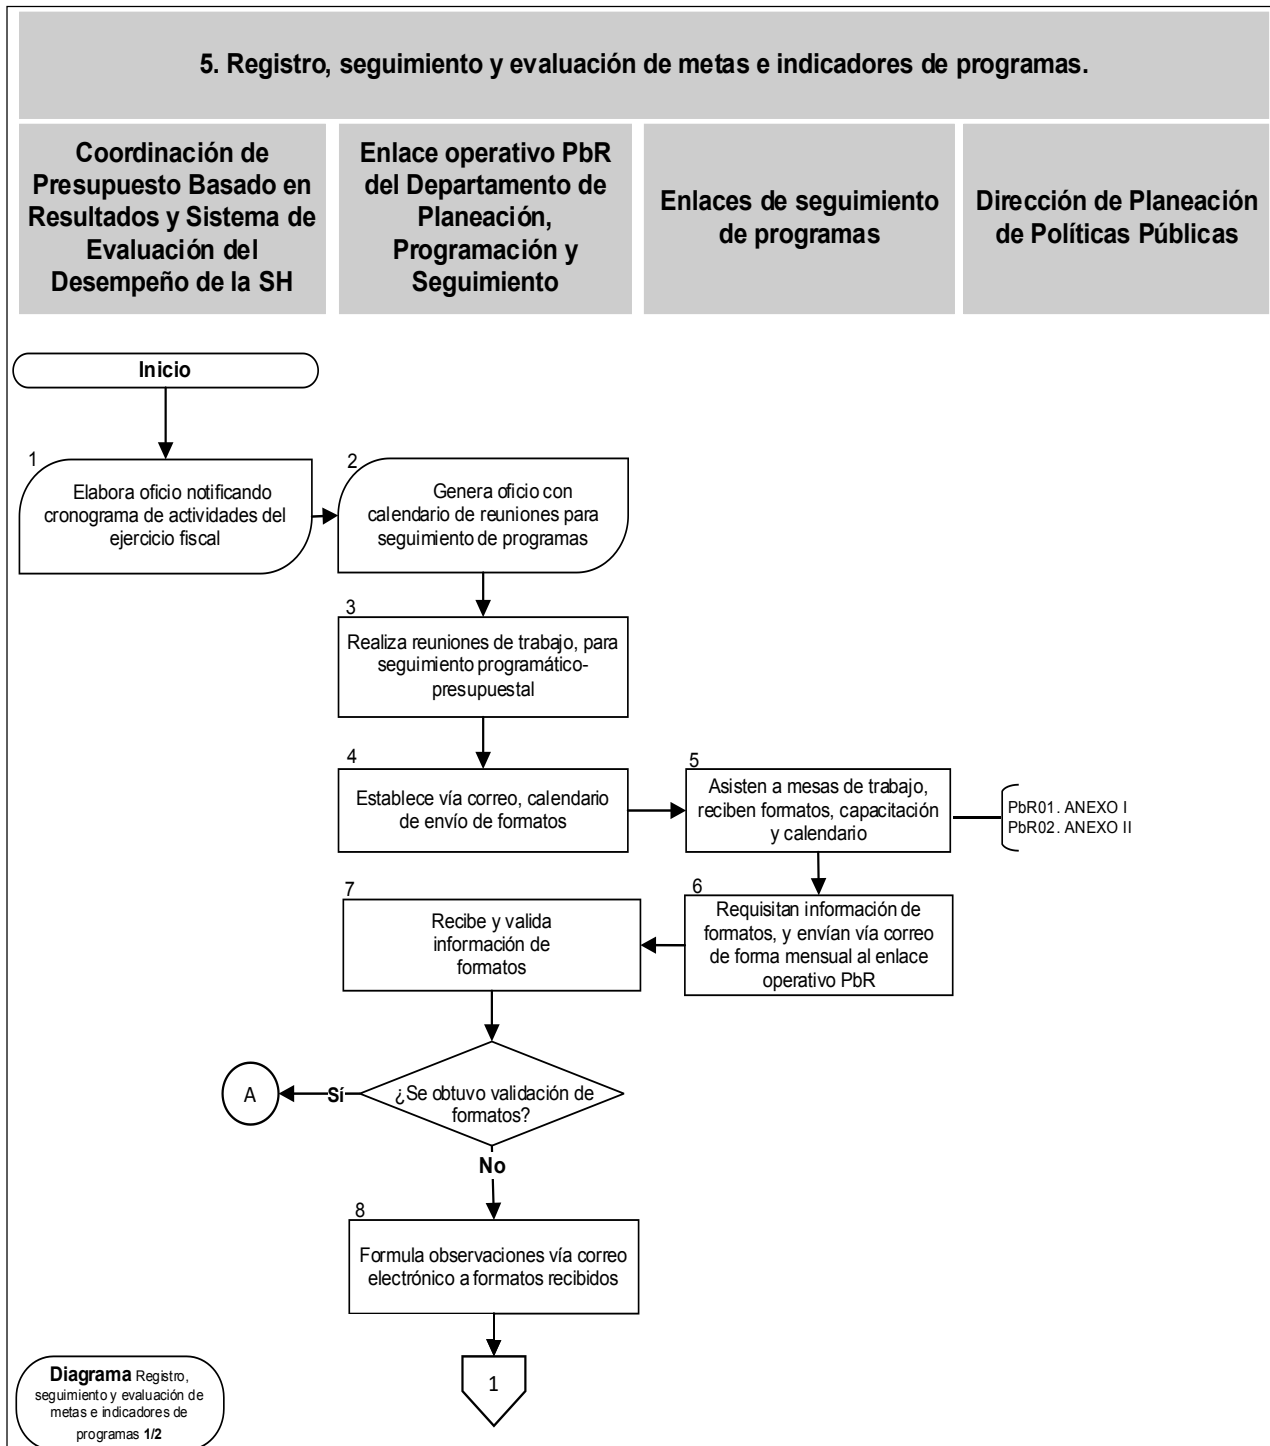 5. Registro, seguimiento y evaluación de metas e indicadores de programas.
Coordinación de
Presupuesto Basado en
Resultados y Sistema de
Evaluación del
Desempeño de la SH
Enlace operativo PbR
del Departamento de
Planeación,
Programación y
Seguimiento
Enlaces de seguimiento
de programas
Dirección de Planeación
de Políticas Públicas
Inicio
1
Elabora oficio notificando
cronograma de actividades del
ejercicio fiscal
2
Genera oficio con
calendario de reuniones para
seguimiento de programas
3
Realiza reuniones de trabajo, para
seguimiento programático-
presupuestal
4
Establece vía correo, calendario
de envío de formatos
5
Asisten a mesas de trabajo,
reciben formatos, capacitación
y calendario
PbR01. ANEXO I
PbR02. ANEXO II
6
Requisitan información de
formatos, y envían vía correo
de forma mensual al enlace
operativo PbR
7
Recibe y valida
información de
formatos
¿Se obtuvo validación de
formatos?
Sí
A
No
8
Formula observaciones vía correo
electrónico a formatos recibidos
1
Diagrama Registro,
seguimiento y evaluación de
metas e indicadores de
programas 1/2